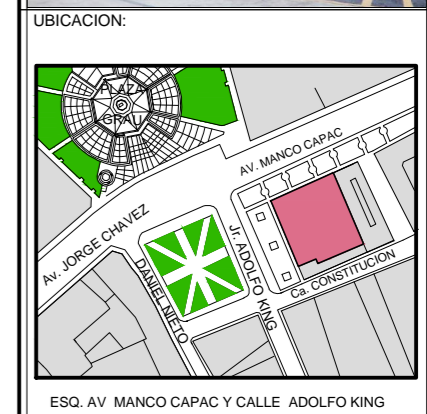 UBICACION:
PLAZA
GRAU
AV. MANCO CAPAC
Av. JORGE CHAVEZ
Jr. ADOLFO KING
DANIEL NIETO
Ca. CONSTITUCION
ESQ. AV MANCO CAPAC Y CALLE ADOLFO KING